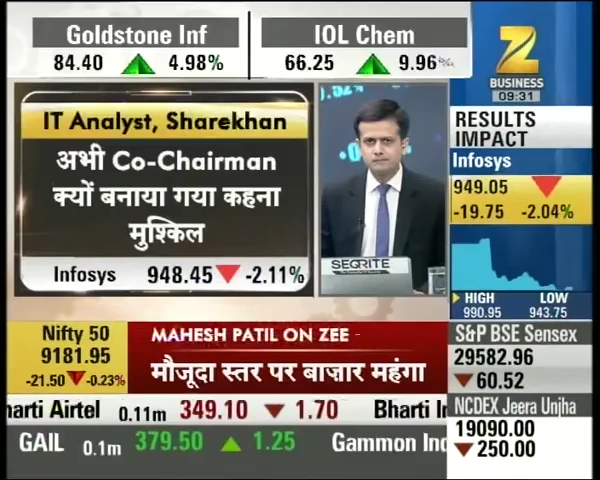 Goldstone Inf
84.40 4.98%
IOL Chem
66.25 9.96%
Z
BUSINESS
09:31
IT Analyst, Sharekhan
अभी Co-Chairman
क्यों बनाया गया कहना
मुश्किल
Infosys 948.45 -2.11%
SEQRITE
RESULTS
IMPACT
Infosys
949.05
-19.75 -2.04%
HIGH LOW
990.95 943.75
Nifty 50
9181.95
-21.50 -0.23%
MAHESH PATIL ON ZEE -
मौजूदा स्तर पर बाज़ार महंगा
S&P BSE Sensex
29582.96
60.52
NCDEX Jeera Unjha
19090.00
250.00
harti Airtel 0.11m 349.10 1.70 Bharti In
GAIL 0.1m 379.50 1.25 Gammon Ind